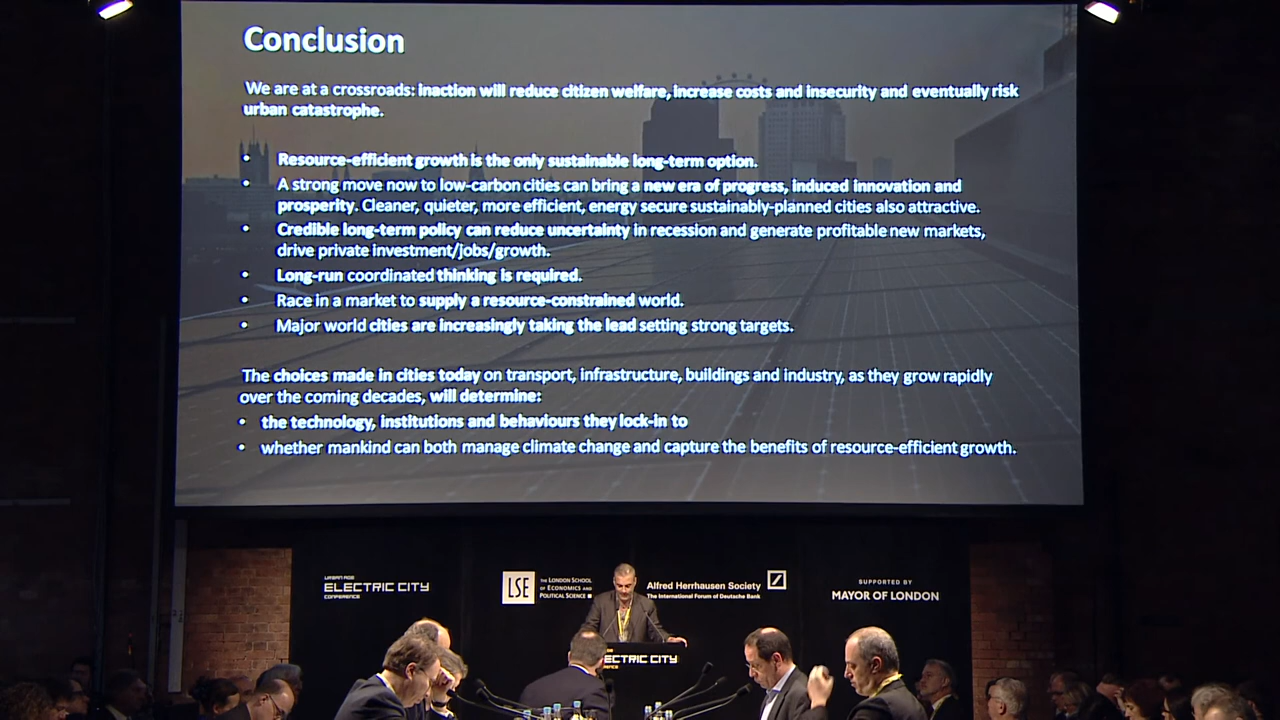 Conclusion
We are at a crossroads: inaction will reduce citizen welfare, increase costs and insecurity and eventually risk
urban catastrophe.
• Resource-efficient growth is the only sustainable long-term option.
• A strong move now to low-carbon cities can bring a new era of progress, induced innovation and
prosperity. Cleaner, quieter, more efficient, energy secure sustainably-planned cities also attractive.
• Credible long-term policy can reduce uncertainty in recession and generate profitable new markets,
drive private investment/jobs/growth.
• Long-run coordinated thinking is required.
• Race in a market to supply a resource-constrained world.
• Major world cities are increasingly taking the lead setting strong targets.
The choices made in cities today on transport, infrastructure, buildings and industry, as they grow rapidly
over the coming decades, will determine:
• the technology, institutions and behaviours they lock-in to
• whether mankind can both manage climate change and capture the benefits of resource-efficient growth.
URBAN AGE
ELECTRIC CITY
CONFERENCE
LSE
THE LONDON SCHOOL
OF ECONOMICS AND
POLITICAL SCIENCE
Alfred Herrhausen Society
The International Forum of Deutsche Bank
SUPPORTED BY
MAYOR OF LONDON
ECTRIC CITY